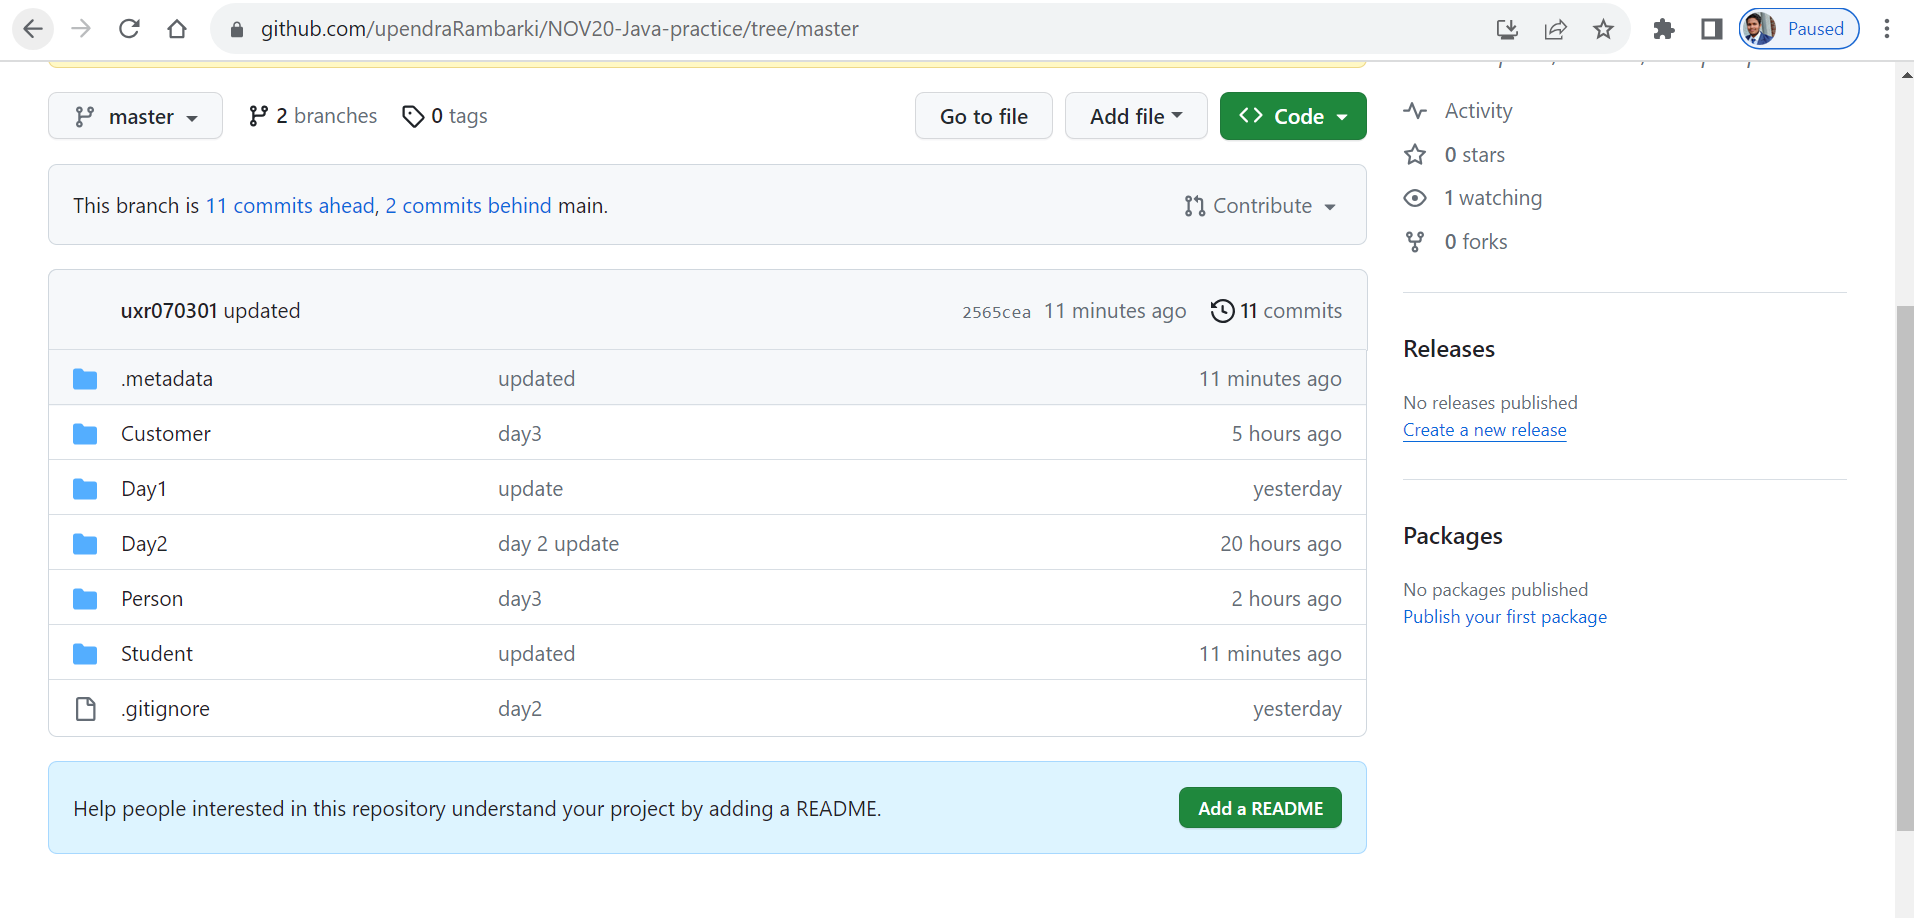 github.com/upendraRambarki/NOV20-Java-practice/tree/master
Paused
master
2 branches
0 tags
Go to file
Add file
Code
This branch is 11 commits ahead, 2 commits behind main.
Contribute
uxr070301 updated
2565cea 11 minutes ago
11 commits
.metadata updated 11 minutes ago
Customer day3 5 hours ago
Day1 update yesterday
Day2 day 2 update 20 hours ago
Person day3 2 hours ago
Student updated 11 minutes ago
.gitignore day2 yesterday
Help people interested in this repository understand your project by adding a README.
Add a README
Activity
0 stars
1 watching
0 forks
Releases
No releases published
Create a new release
Packages
No packages published
Publish your first package